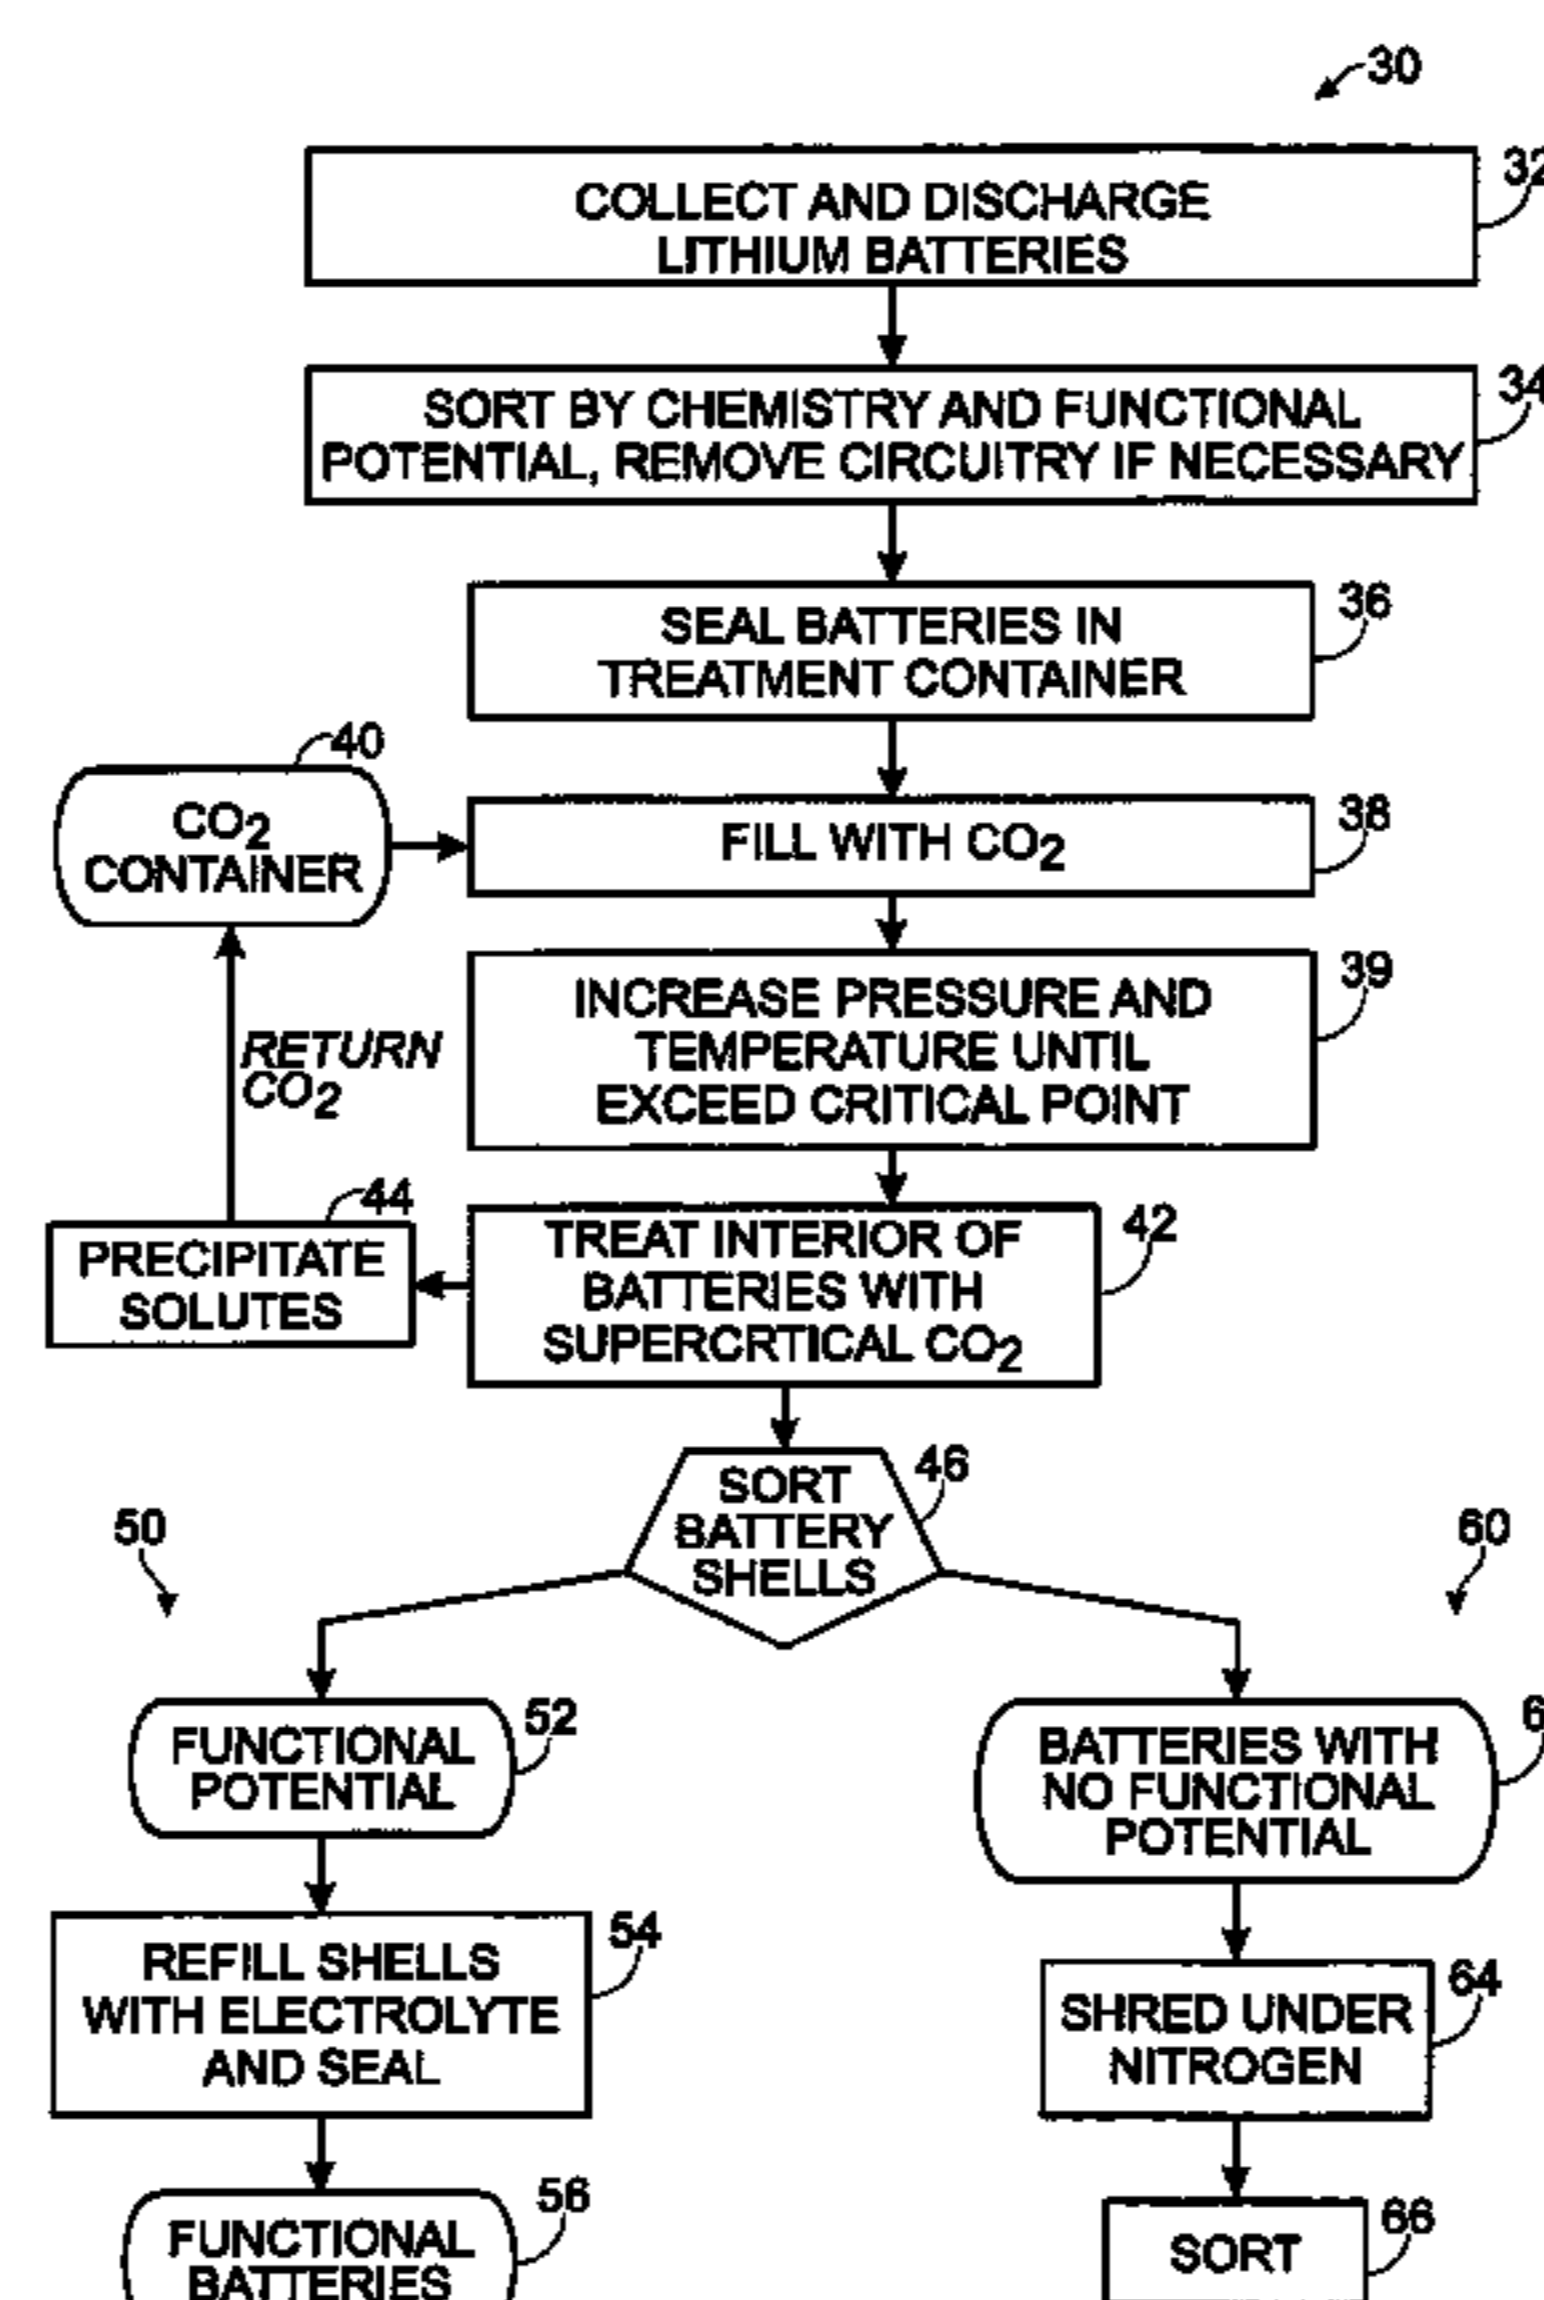 30
32
COLLECT AND DISCHARGE
LITHIUM BATTERIES
34
SORT BY CHEMISTRY AND FUNCTIONAL
POTENTIAL, REMOVE CIRCUITRY IF NECESSARY
36
SEAL BATTERIES IN
TREATMENT CONTAINER
40
CO2
CONTAINER
38
FILL WITH CO2
39
INCREASE PRESSURE AND
TEMPERATURE UNTIL
EXCEED CRITICAL POINT
RETURN
CO2
44
PRECIPITATE
SOLUTES
42
TREAT INTERIOR OF
BATTERIES WITH
SUPERCRTICAL CO2
46
SORT
BATTERY
SHELLS
50
60
52
FUNCTIONAL
POTENTIAL
BATTERIES WITH
NO FUNCTIONAL
POTENTIAL
54
REFILL SHELLS
WITH ELECTROLYTE
AND SEAL
64
SHRED UNDER
NITROGEN
56
FUNCTIONAL
BATTERIES
66
SORT